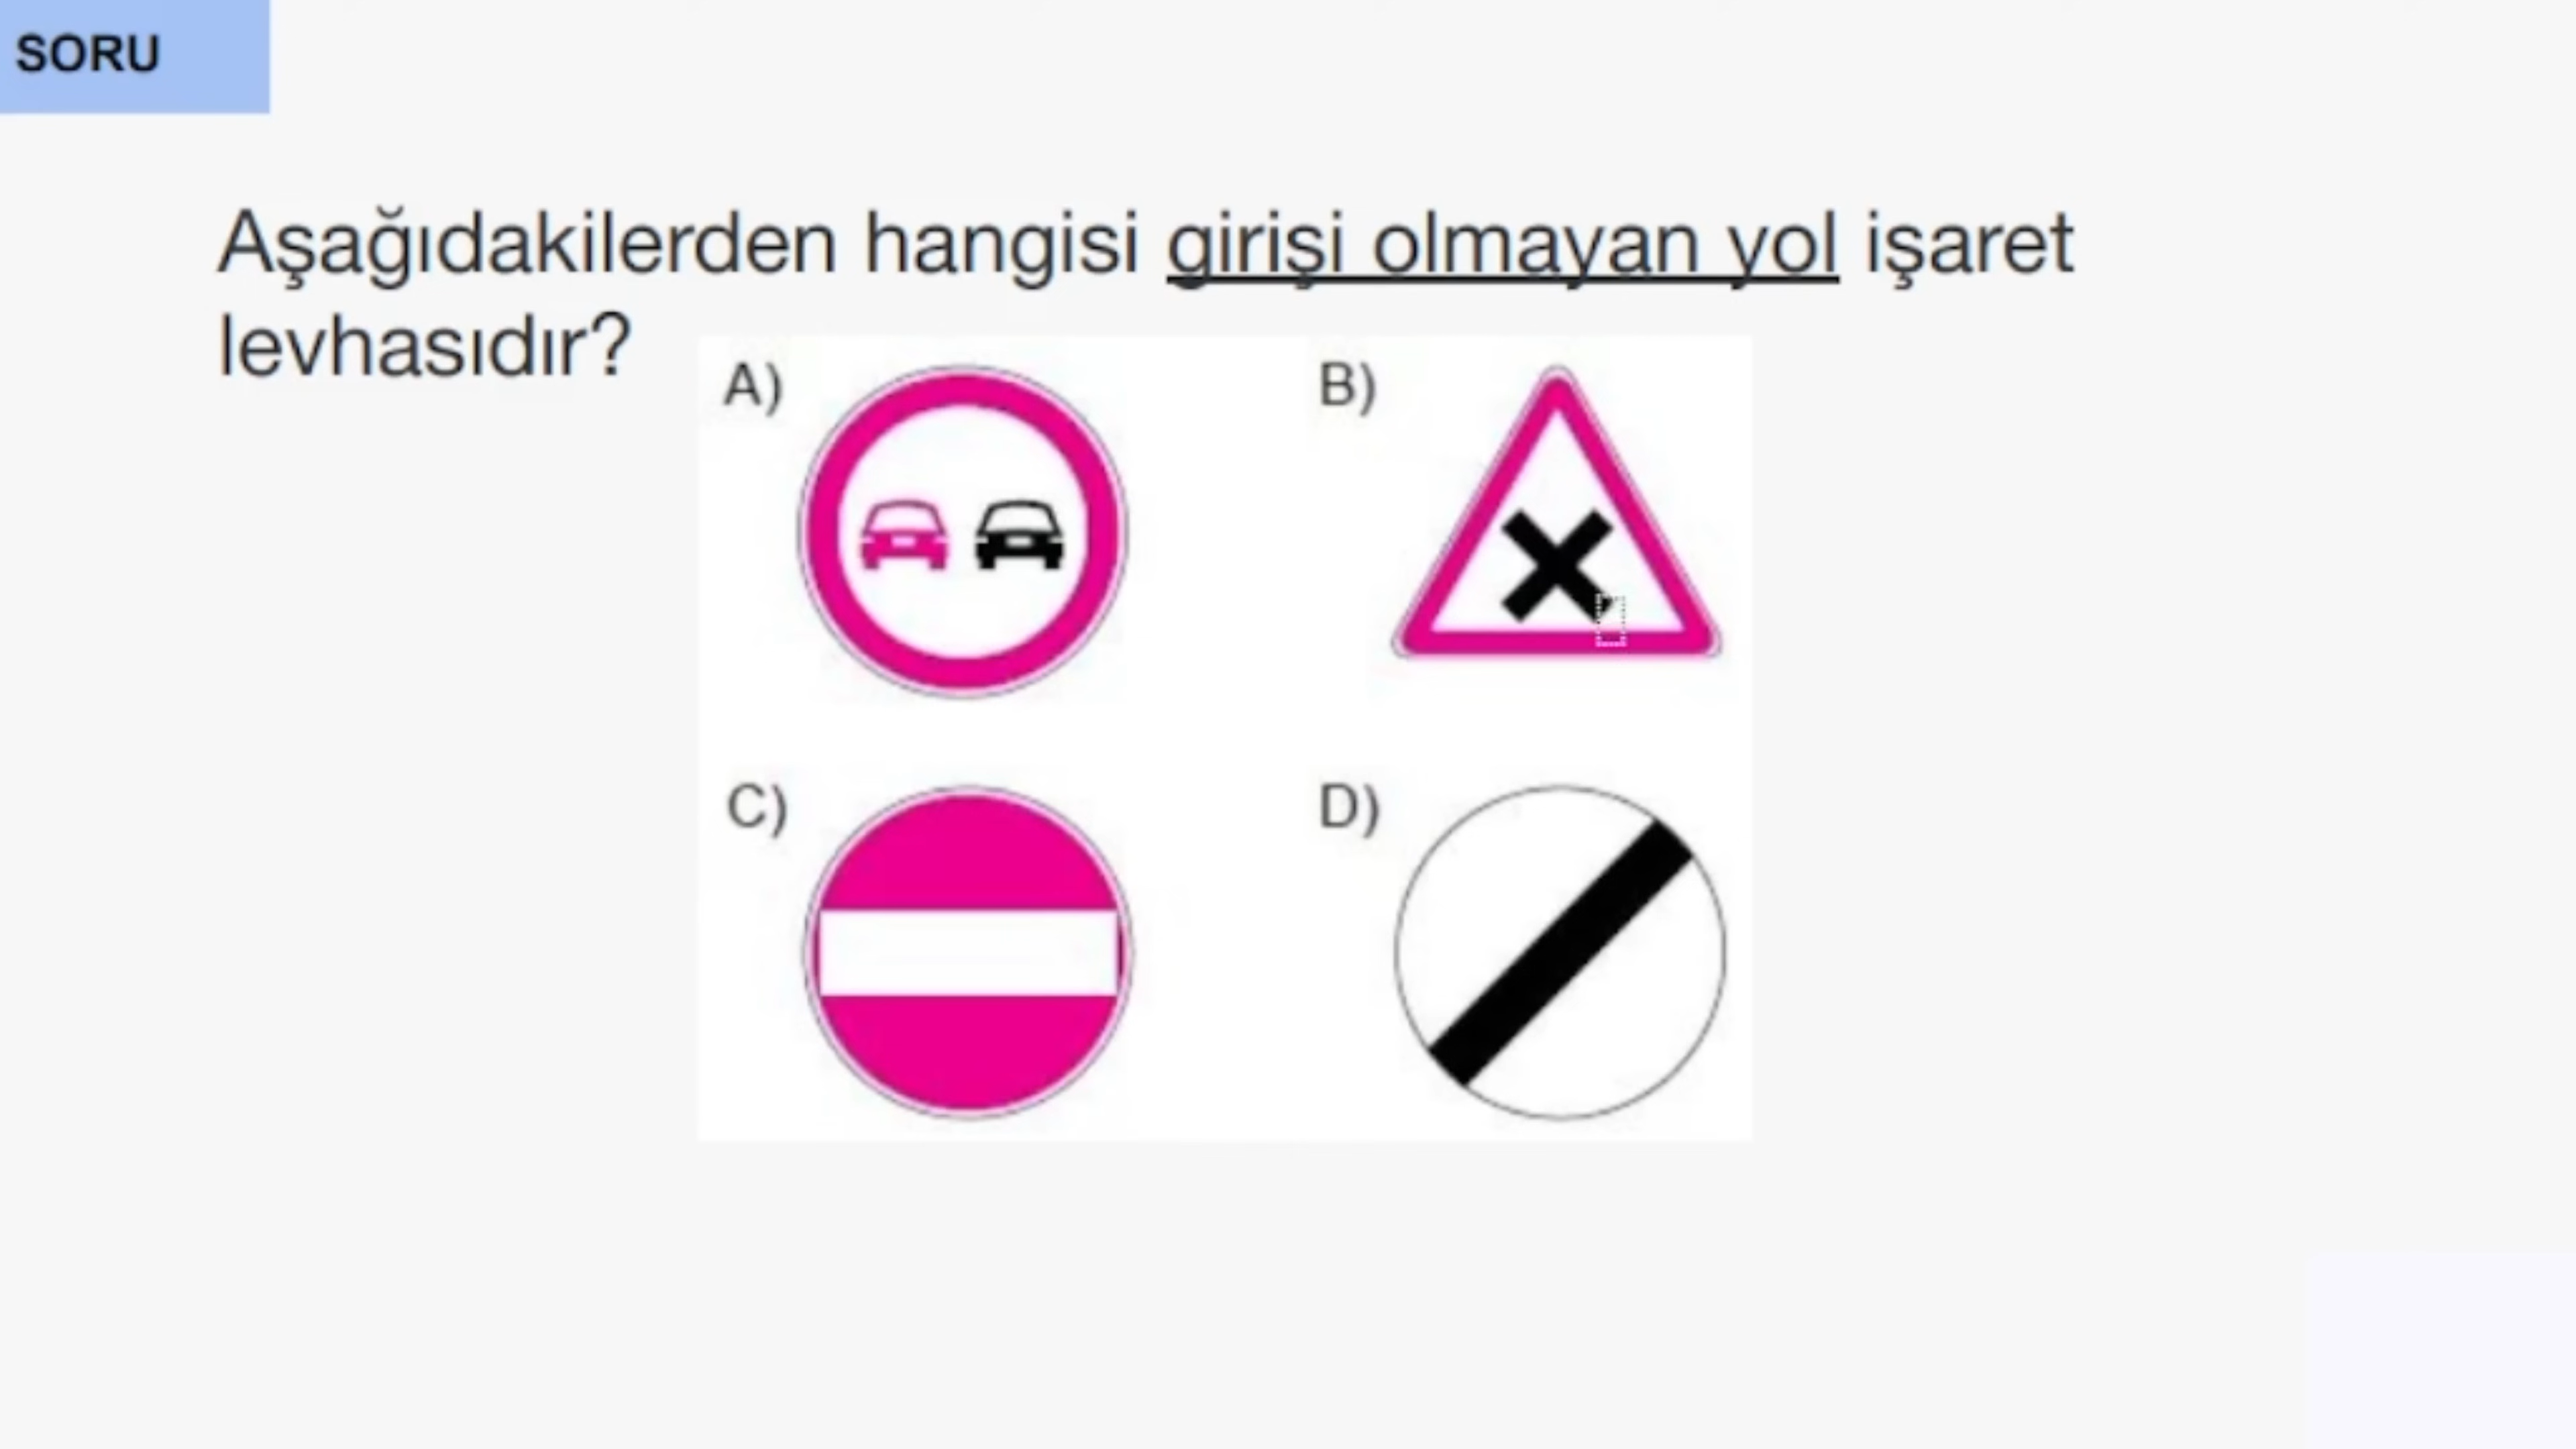 SORU
Aşağıdakilerden hangisi girişi olmayan yol işaret
levhasıdır?
A)
B)
C)
D)